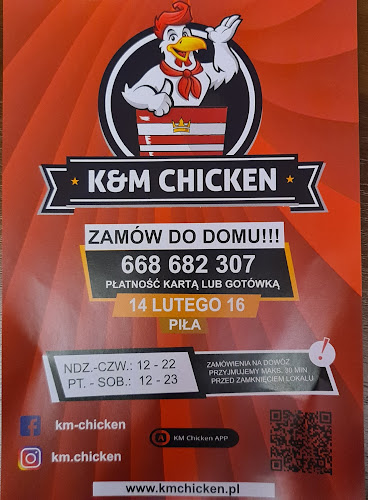 K&M CHICKEN
ZAMÓW DO DOMU!!!
668 682 307
PŁATNOŚĆ KARTĄ LUB GOTÓWKĄ
14 LUTEGO 16
PIŁA
NDZ.-CZW.: 12 - 22
PT. - SOB.: 12 - 23
ZAMÓWIENIA NA DOWÓZ
PRZYJMUJEMY MAKS. 30 MIN
PRZED ZAMKNIĘCIEM LOKALU
!
km-chicken
KM Chicken APP
km.chicken
www.kmchicken.pl